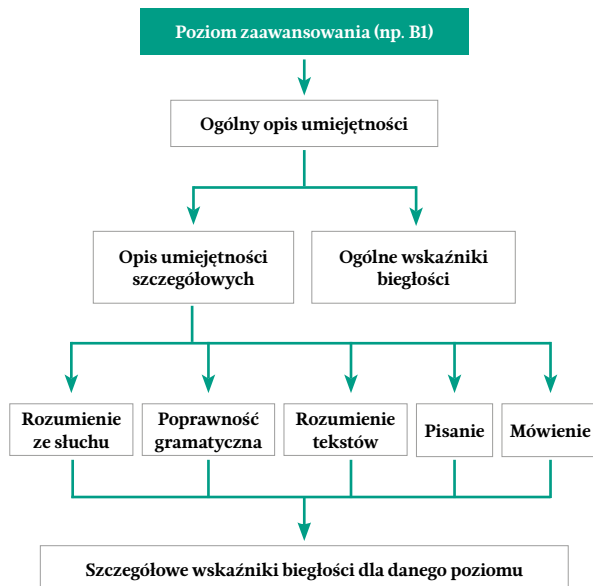 Poziom zaawansowania (np. B1)
Ogólny opis umiejętności
Opis umiejętności
szczegółowych
Ogólne wskaźniki
biegłości
Rozumienie
ze słuchu
Poprawność
gramatyczna
Rozumienie
tekstów
Pisanie
Mówienie
Szczegółowe wskaźniki biegłości dla danego poziomu